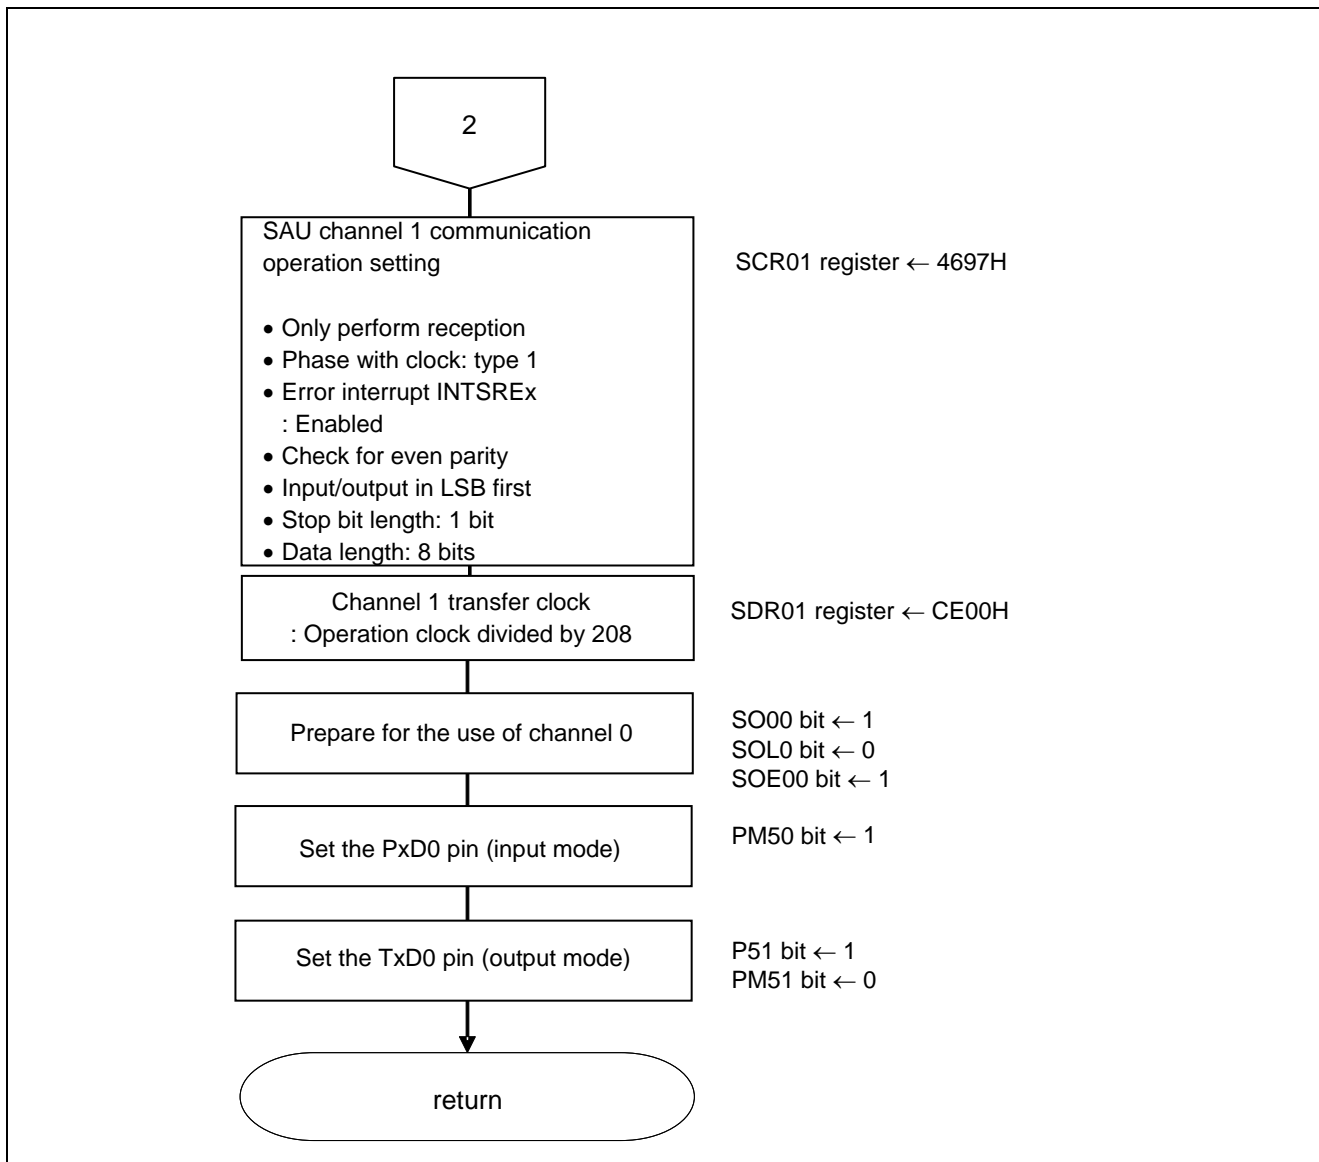 2
SAU channel 1 communication
operation setting
SCR01 register ← 4697H
• Only perform reception
• Phase with clock: type 1
• Error interrupt INTSREx
: Enabled
• Check for even parity
• Input/output in LSB first
• Stop bit length: 1 bit
• Data length: 8 bits
Channel 1 transfer clock
: Operation clock divided by 208
SDR01 register ← CE00H
Prepare for the use of channel 0
SO00 bit ← 1
SOL0 bit ← 0
SOE00 bit ← 1
Set the PxD0 pin (input mode)
PM50 bit ← 1
Set the TxD0 pin (output mode)
P51 bit ← 1
PM51 bit ← 0
return